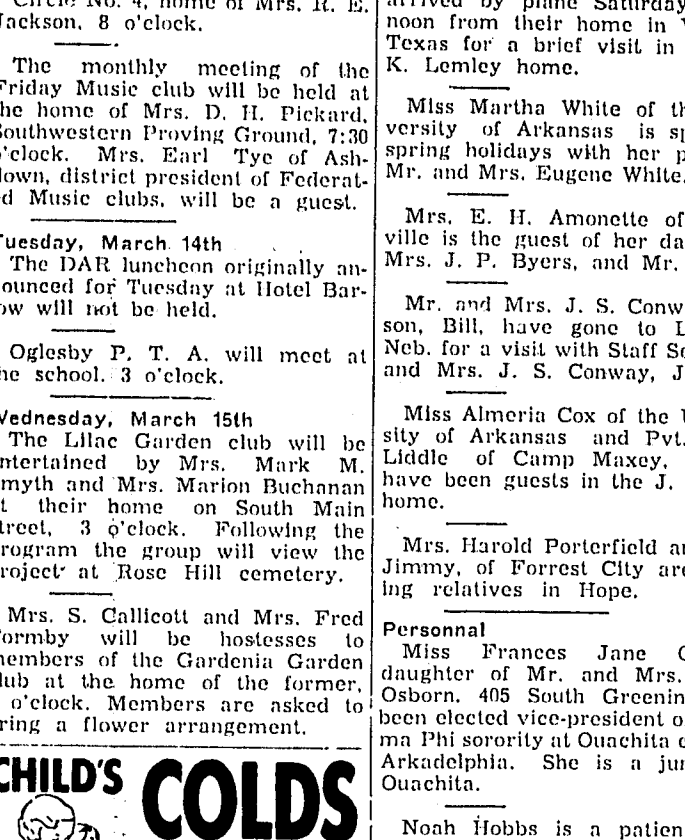 Circle No. 4, home of Mrs. R. E.
Jackson, 8 o'clock.
The monthly meeting of the
Friday Music club will be held at
the home of Mrs. D. H. Pickard,
Southwestern Proving Ground, 7:30
o'clock. Mrs. Earl Tye of Ash-
down, district president of Federat-
ed Music clubs, will be a guest.
Tuesday, March 14th
The DAR luncheon originally an-
nounced for Tuesday at Hotel Bar-
ow will not be held.
Oglesby P. T. A. will meet at
the school. 3 o'clock.
Wednesday, March 15th
The Lilac Garden club will be
entertained by Mrs. Mark M.
Smyth and Mrs. Marion Buchanan
at their home on South Main
Street, 3 o'clock. Following the
program the group will view the
project at Rose Hill cemetery.
Mrs. S. Callicott and Mrs. Fred
Formby will be hostesses to
members of the Gardenia Garden
club at the home of the former,
o'clock. Members are asked to
bring a flower arrangement.
CHILD'S COLDS
arrived by plane Saturday
noon from their home in
Texas for a brief visit in
K. Lemley home.
Miss Martha White of th
versity of Arkansas is sp
spring holidays with her p
Mr. and Mrs. Eugene White.
Mrs. E. H. Amonette of
ville is the guest of her da
Mrs. J. P. Byers, and Mr.
Mr. and Mrs. J. S. Conw
son, Bill, have gone to L
Neb. for a visit with Staff Se
and Mrs. J. S. Conway, J
Miss Almeria Cox of the U
sity of Arkansas and Pvt.
Liddle of Camp Maxey,
have been guests in the J.
home.
Mrs. Harold Porterfield an
Jimmy, of Forrest City are
ing relatives in Hope.
Personnal
Miss Frances Jane O
daughter of Mr. and Mrs.
Osborn, 405 South Greenin
been elected vice-president o
ma Phi sorority at Ouachita c
Arkadelphia. She is a jun
Ouachita.
Noah Hobbs is a patien